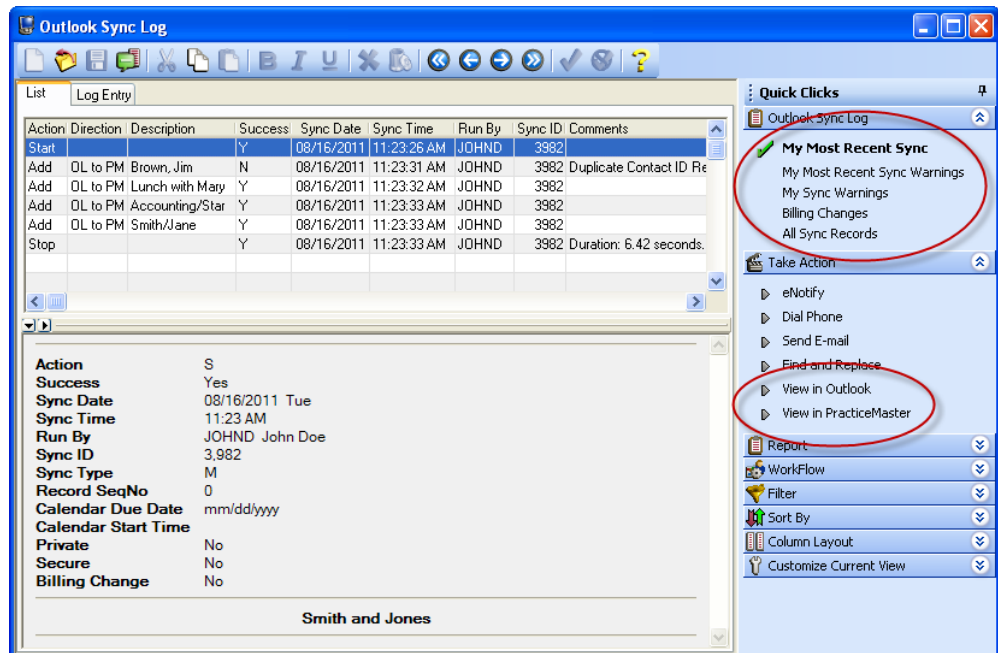 Outlook Sync Log
List Log Entry
Action Direction Description Success Sync Date Sync Time Run By Sync ID Comments
Start Y 08/16/2011 11:23:26 AM JOHND 3982
Add OL to PM Brown, Jim N 08/16/2011 11:23:31 AM JOHND 3982 Duplicate Contact ID Re
Add OL to PM Lunch with Mary Y 08/16/2011 11:23:32 AM JOHND 3982
Add OL to PM Accounting/Star Y 08/16/2011 11:23:33 AM JOHND 3982
Add OL to PM Smith/Jane Y 08/16/2011 11:23:33 AM JOHND 3982
Stop Y 08/16/2011 11:23:33 AM JOHND 3982 Duration: 6.42 seconds.
Action S
Success Yes
Sync Date 08/16/2011 Tue
Sync Time 11:23 AM
Run By JOHND John Doe
Sync ID 3,982
Sync Type M
Record SeqNo 0
Calendar Due Date mm/dd/yyyy
Calendar Start Time
Private No
Secure No
Billing Change No
Smith and Jones
Quick Clicks
Outlook Sync Log
My Most Recent Sync
My Most Recent Sync Warnings
My Sync Warnings
Billing Changes
All Sync Records
Take Action
eNotify
Dial Phone
Send E-mail
Find and Replace
View in Outlook
View in PracticeMaster
Report
WorkFlow
Filter
Sort By
Column Layout
Customize Current View